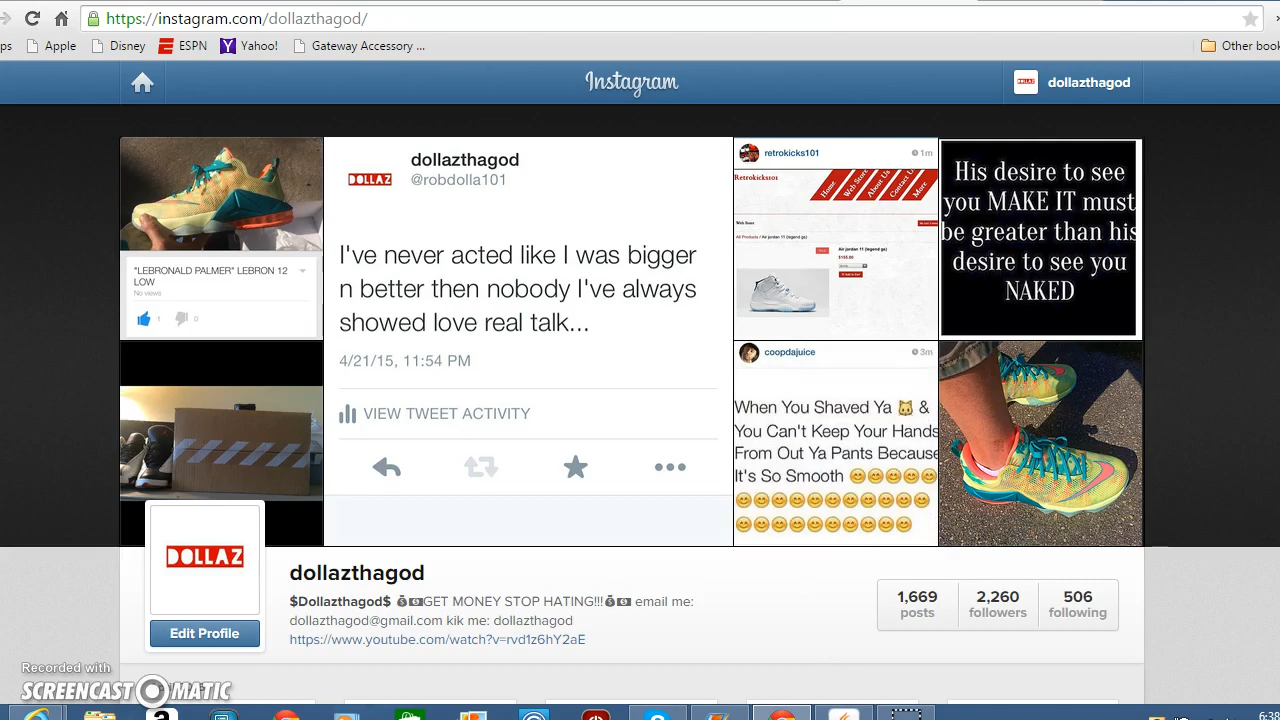 https://instagram.com/dollazthagod/
ps Apple Disney ESPN Yahoo! Gateway Accessory ... Other book
Instagram
dollazthagod
"LEBRONALD PALMER" LEBRON 12
LOW
No views
1 0
DOLLAZ
dollazthagod
@robdolla101
I've never acted like I was bigger
n better then nobody I've always
showed love real talk...
4/21/15, 11:54 PM
VIEW TWEET ACTIVITY
retrokicks101 1m
Retrokicks101
Home
Web Store
About Us
Contact U
More
Web Store
All Products / Air jordan 11 (legend gs)
SALE
Air jordan 11 (legend gs)
$155.00
His desire to see
you MAKE IT must
be greater than his
desire to see you
NAKED
coopdajuice 3m
When You Shaved Ya 🐱 &
You Can't Keep Your Hands
From Out Ya Pants Because
It's So Smooth 😊😊😊😊
😊😊😊😊😊😊😊😊😊
😊😊😊😊😊😊😊😊
DOLLAZ
Edit Profile
dollazthagod
$Dollazthagod$ 💰💵GET MONEY STOP HATING!!!💰💵 email me:
dollazthagod@gmail.com kik me: dollazthagod
https://www.youtube.com/watch?v=rvd1z6hY2aE
1,669 posts
2,260 followers
506 following
Recorded with
SCREENCAST-O-MATIC